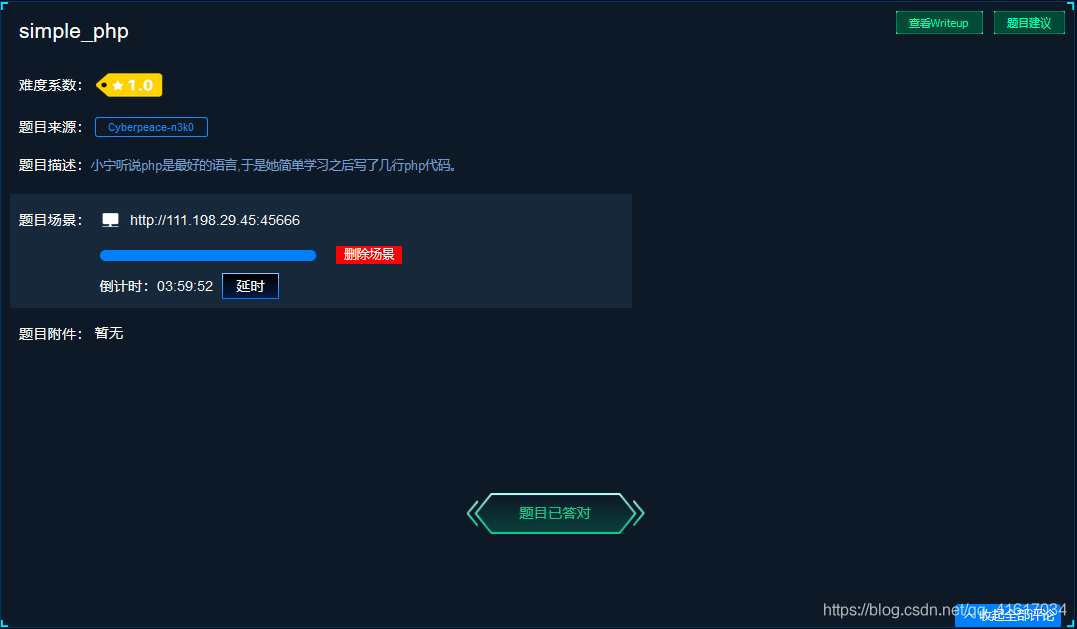 simple_php
查看Writeup
题目建议
难度系数： 1.0
题目来源： Cyberpeace-n3k0
题目描述：小宁听说php是最好的语言,于是她简单学习之后写了几行php代码。
题目场景： http://111.198.29.45:45666
删除场景
倒计时：03:59:52 延时
题目附件： 暂无
题目已答对
https://blog.csdn.net/qq_41617034
收起全部评论